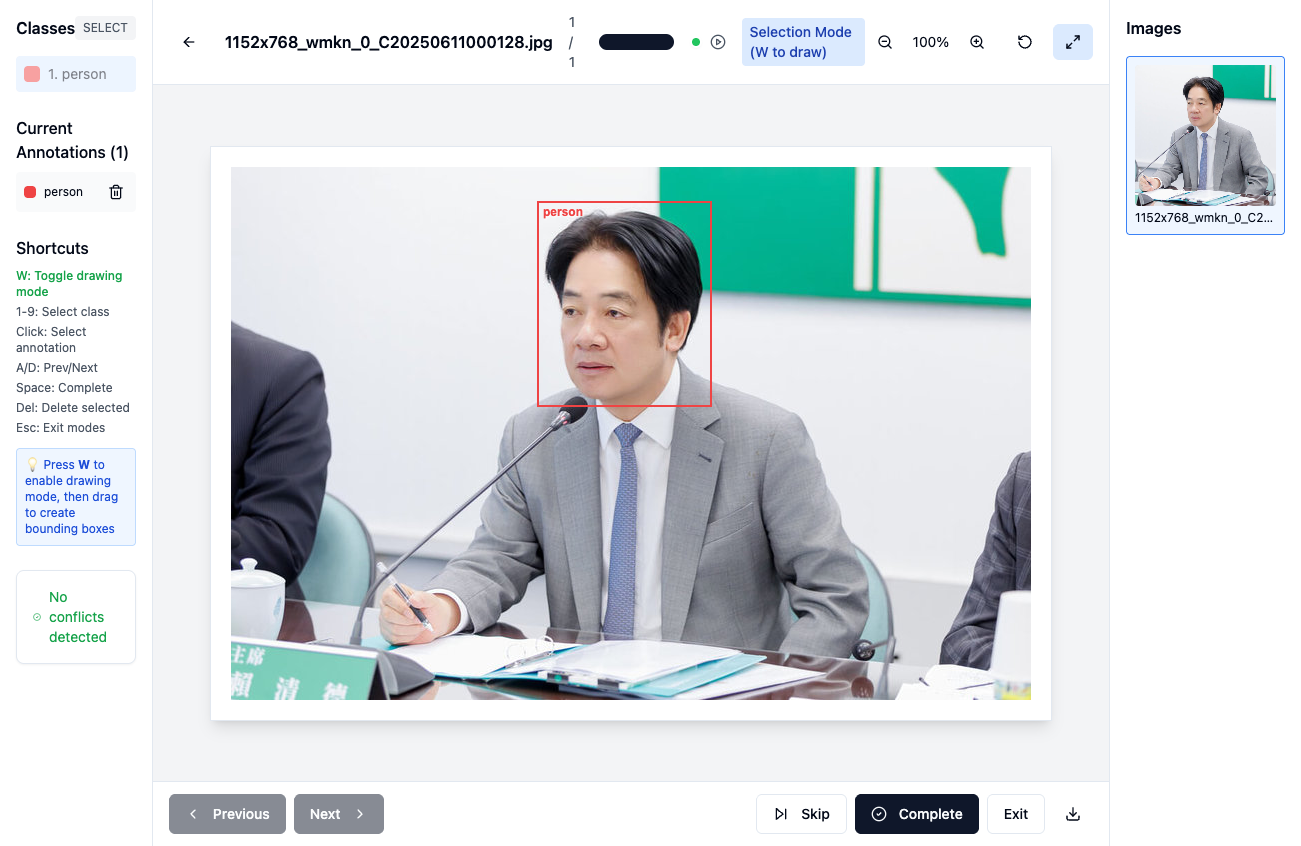 Classes
SELECT
1. person
Current
Annotations (1)
person
Shortcuts
W: Toggle drawing
mode
1-9: Select class
Click: Select
annotation
A/D: Prev/Next
Space: Complete
Del: Delete selected
Esc: Exit modes
💡 Press W to
enable drawing
mode, then drag
to create
bounding boxes
No
conflicts
detected
1152x768_wmkn_0_C20250611000128.jpg
1
/
1
Selection Mode
(W to draw)
100%
person
主席
賴 清 德
Previous
Next
Skip
Complete
Exit
Images
1152x768_wmkn_0_C2...